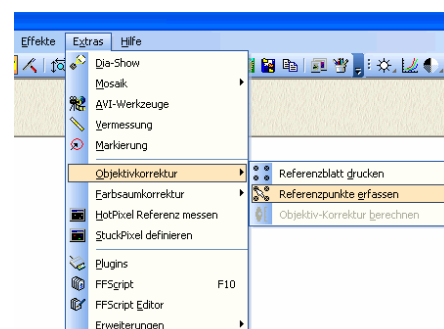 Effekte Extras Hilfe
Dia-Show
Mosaik
AVI-Werkzeuge
Vermessung
Markierung
Objektivkorrektur
Referenzblatt drucken
Farbsaumkorrektur
Referenzpunkte erfassen
HotPixel Referenz messen
Objektiv-Korrektur berechnen
StuckPixel definieren
Plugins
FFScript F10
FFScript Editor
Erweiterungen